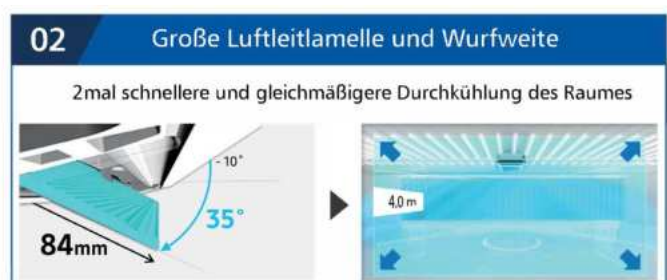 02 Große Luftleitlamelle und Wurfweite
2mal schnellere und gleichmäßigere Durchkühlung des Raumes
- 10°
35°
84mm
4,0 m